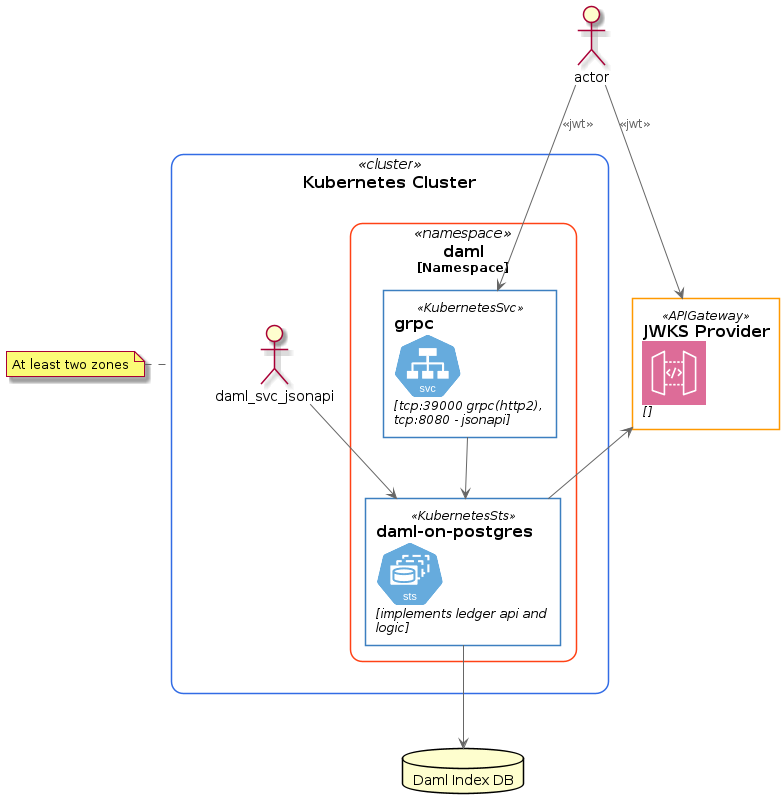 actor
«jwt»
«jwt»
«cluster»
Kubernetes Cluster
«namespace»
daml
[Namespace]
«KubernetesSvc»
grpc
svc
[tcp:39000 grpc(http2),
tcp:8080 - jsonapi]
«APIGateway»
JWKS Provider
[]
At least two zones
daml_svc_jsonapi
«KubernetesSts»
daml-on-postgres
sts
[implements ledger api and
logic]
Daml Index DB